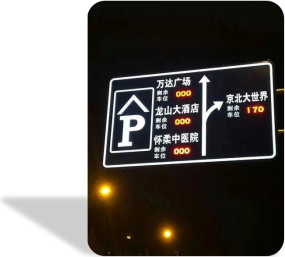 P
万达广场
剩余
车位 000
龙山大酒店
剩余
车位 000
怀柔中医院
剩余
车位 000
京北大世界
剩余
车位 170